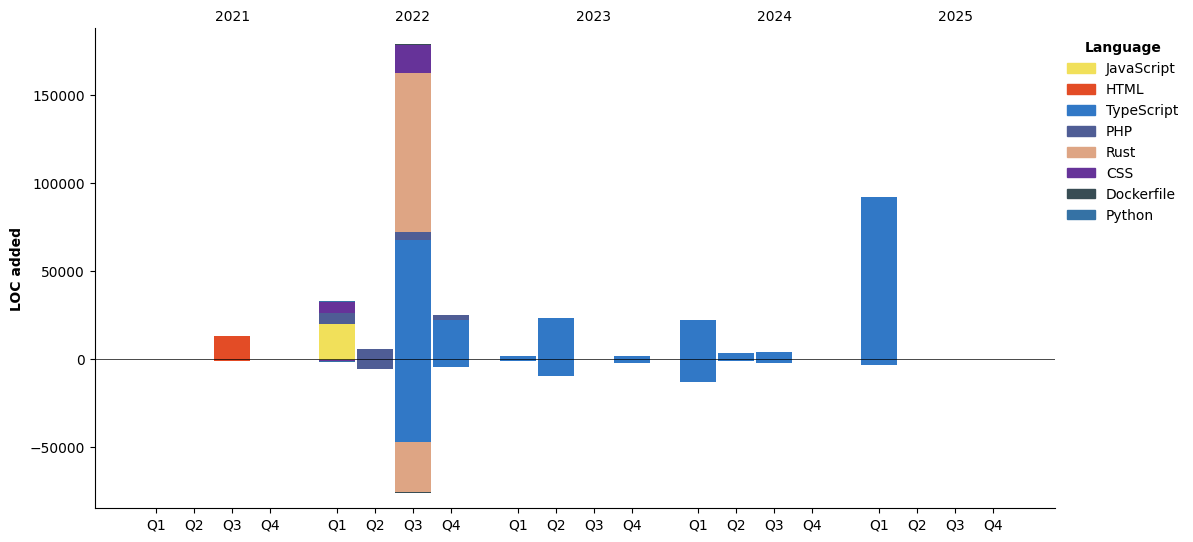 2021 2022 2023 2024 2025
Language
JavaScript
HTML
TypeScript
PHP
Rust
CSS
Dockerfile
Python
LOC added
150000
100000
50000
0
−50000
Q1 Q2 Q3 Q4 Q1 Q2 Q3 Q4 Q1 Q2 Q3 Q4 Q1 Q2 Q3 Q4 Q1 Q2 Q3 Q4